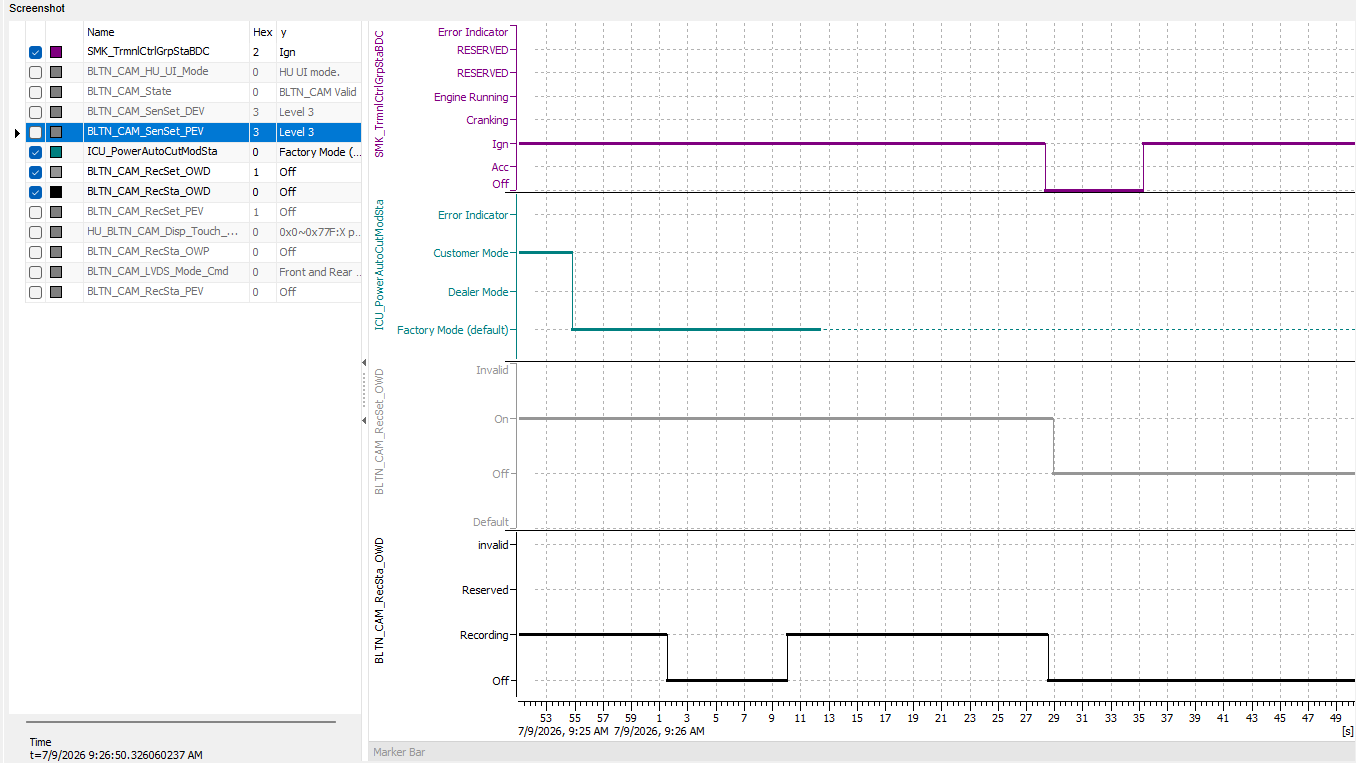 Screenshot
Name Hex y
SMK_TrmnlCtrlGrpStaBDC 2 Ign
BLTN_CAM_HU_UI_Mode 0 HU UI mode.
BLTN_CAM_State 0 BLTN_CAM Valid
BLTN_CAM_SenSet_DEV 3 Level 3
BLTN_CAM_SenSet_PEV 3 Level 3
ICU_PowerAutoCutModSta 0 Factory Mode (...
BLTN_CAM_RecSet_OWD 1 Off
BLTN_CAM_RecSta_OWD 0 Off
BLTN_CAM_RecSet_PEV 1 Off
HU_BLTN_CAM_Disp_Touch_... 0 0x0~0x77F:X p...
BLTN_CAM_RecSta_OWP 0 Off
BLTN_CAM_LVDS_Mode_Cmd 0 Front and Rear ...
BLTN_CAM_RecSta_PEV 0 Off
Time
t=7/9/2026 9:26:50.326060237 AM
SMK_TrmnlCtrlGrpStaBDC
Error Indicator
RESERVED
RESERVED
Engine Running
Cranking
Ign
Acc
Off
ICU_PowerAutoCutModSta
Error Indicator
Customer Mode
Dealer Mode
Factory Mode (default)
BLTN_CAM_RecSet_OWD
Invalid
On
Off
Default
BLTN_CAM_RecSta_OWD
invalid
Reserved
Recording
Off
53 55 57 59 1 3 5 7 9 11 13 15 17 19 21 23 25 27 29 31 33 35 37 39 41 43 45 47 49
7/9/2026, 9:25 AM 7/9/2026, 9:26 AM [s]
Marker Bar